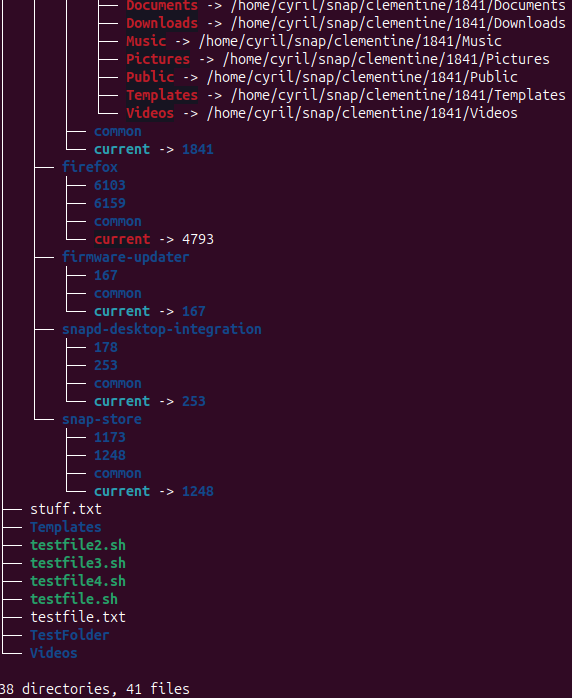 Documents -> /home/cyril/snap/clementine/1841/Documents
Downloads -> /home/cyril/snap/clementine/1841/Downloads
Music -> /home/cyril/snap/clementine/1841/Music
Pictures -> /home/cyril/snap/clementine/1841/Pictures
Public -> /home/cyril/snap/clementine/1841/Public
Templates -> /home/cyril/snap/clementine/1841/Templates
Videos -> /home/cyril/snap/clementine/1841/Videos
common
current -> 1841
firefox
6103
6159
common
current -> 4793
firmware-updater
167
common
current -> 167
snapd-desktop-integration
178
253
common
current -> 253
snap-store
1173
1248
common
current -> 1248
stuff.txt
Templates
testfile2.sh
testfile3.sh
testfile4.sh
testfile.sh
testfile.txt
TestFolder
Videos
38 directories, 41 files